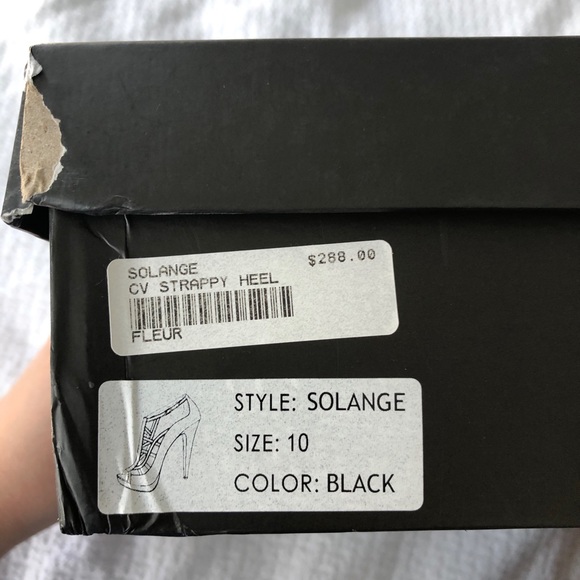 SOLANGE $288.00
CV STRAPPY HEEL
FLEUR
STYLE: SOLANGE
SIZE: 10
COLOR: BLACK